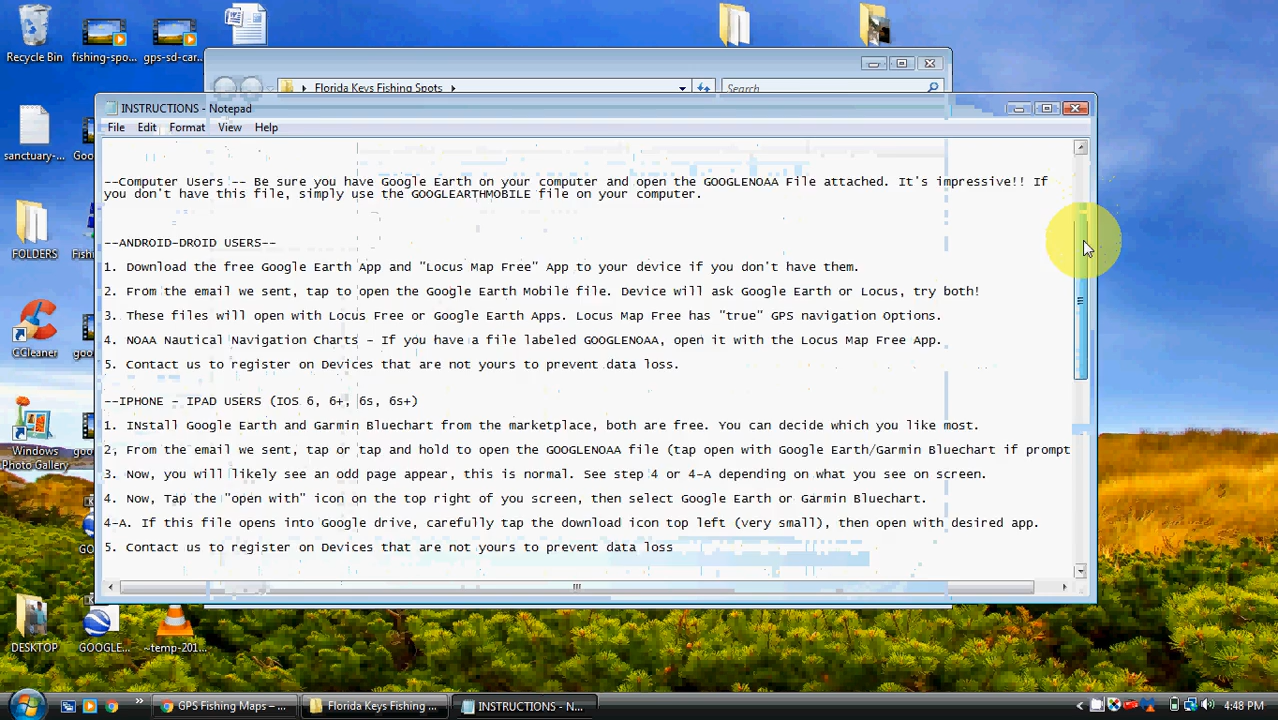 Recycle Bin
fishing-spo...
gps-sd-car...
Florida Keys Fishing Spots
Search
INSTRUCTIONS - Notepad
File Edit Format View Help
sanctuary-...
--Computer Users -- Be sure you have Google Earth on your computer and open the GOOGLENOAA File attached. It's impressive!! If
you don't have this file, simply use the GOOGLEARTHMOBILE file on your computer.
--ANDROID-DROID USERS--
FOLDERS
1. Download the free Google Earth App and "Locus Map Free" App to your device if you don't have them.
2. From the email we sent, tap to open the Google Earth Mobile file. Device will ask Google Earth or Locus, try both!
3. These files will open with Locus Free or Google Earth Apps. Locus Map Free has "true" GPS navigation Options.
4. NOAA Nautical Navigation Charts - If you have a file labeled GOOGLENOAA, open it with the Locus Map Free App.
CCleaner
5. Contact us to register on Devices that are not yours to prevent data loss.
--IPHONE - IPAD USERS (IOS 6, 6+, 6s, 6s+)
1. INstall Google Earth and Garmin Bluechart from the marketplace, both are free. You can decide which you like most.
2, From the email we sent, tap or tap and hold to open the GOOGLENOAA file (tap open with Google Earth/Garmin Bluechart if prompt
Windows
Photo Gallery
3. Now, you will likely see an odd page appear, this is normal. See step 4 or 4-A depending on what you see on screen.
4. Now, Tap the "open with" icon on the top right of you screen, then select Google Earth or Garmin Bluechart.
4-A. If this file opens into Google drive, carefully tap the download icon top left (very small), then open with desired app.
5. Contact us to register on Devices that are not yours to prevent data loss
DESKTOP
GOOGLE...
~temp-201...
GPS Fishing Maps – ...
Florida Keys Fishing ...
INSTRUCTIONS - N...
4:48 PM